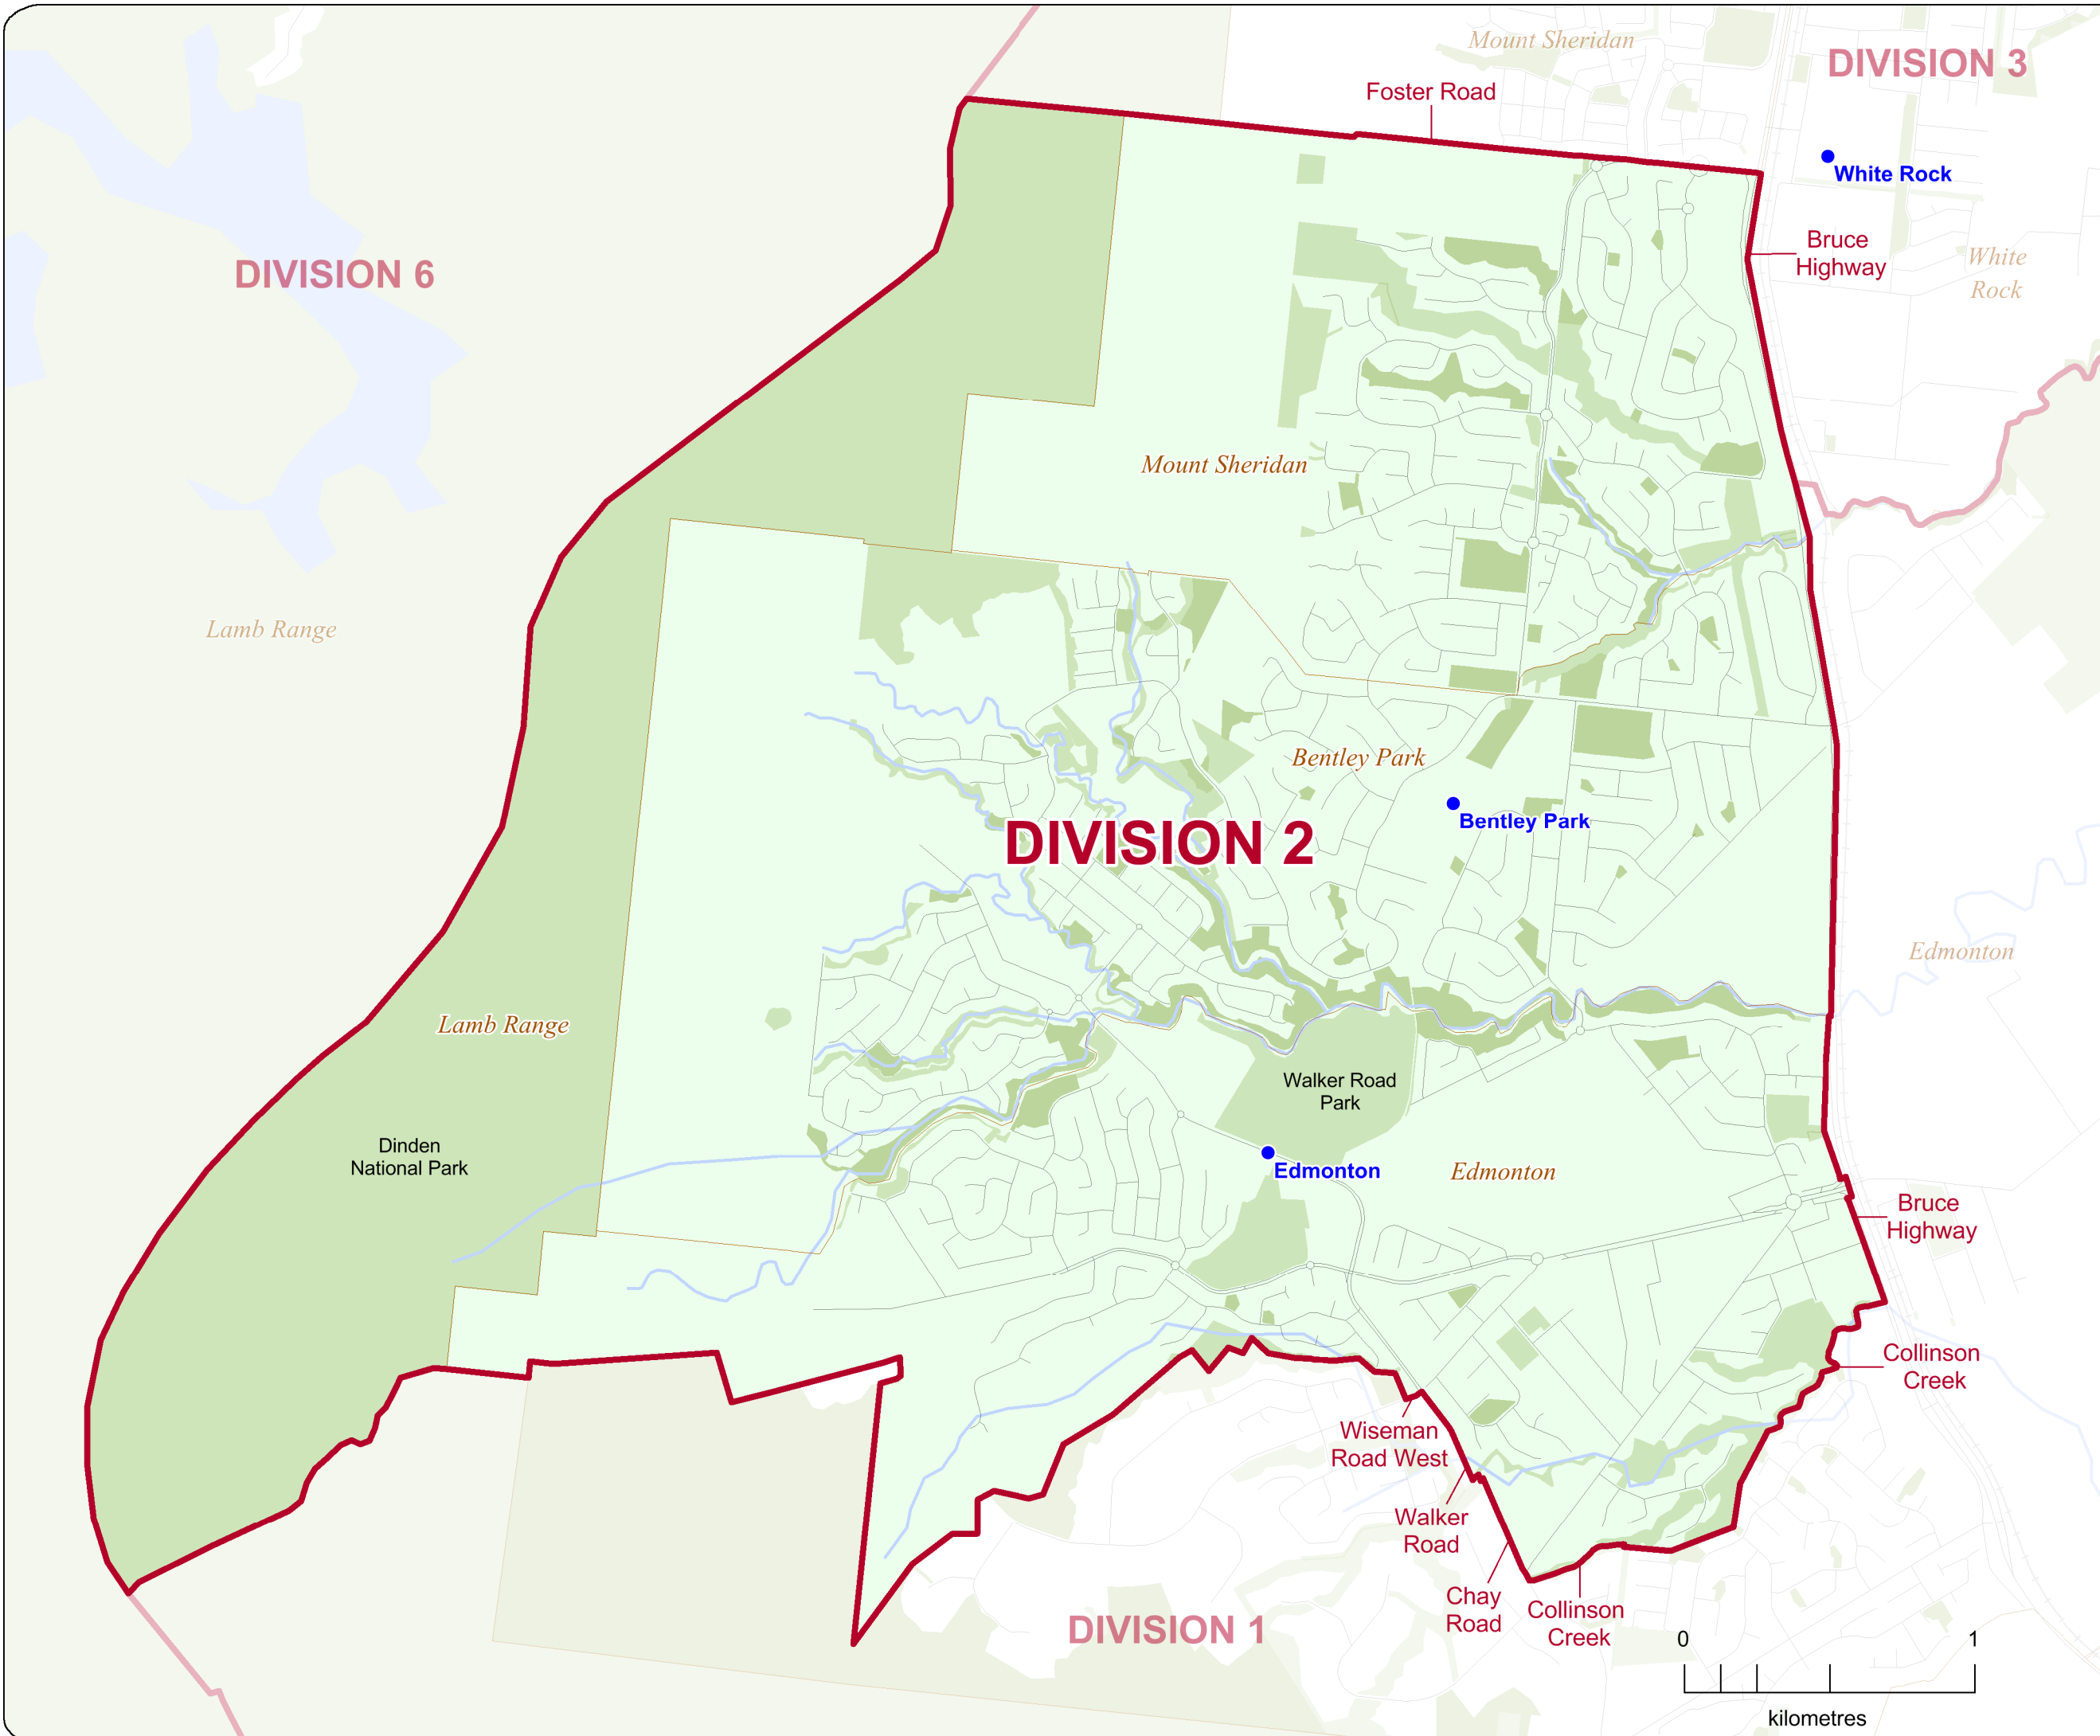 Mount Sheridan
DIVISION 3
Foster Road
White Rock
Bruce
Highway
White
Rock
DIVISION 6
Mount Sheridan
Lamb Range
Bentley Park
Bentley Park
DIVISION 2
Edmonton
Lamb Range
Walker Road
Park
Dinden
National Park
Edmonton
Edmonton
Bruce
Highway
Collinson
Creek
Wiseman
Road West
Walker
Road
Chay
Road
Collinson
Creek
DIVISION 1
0 1
kilometres